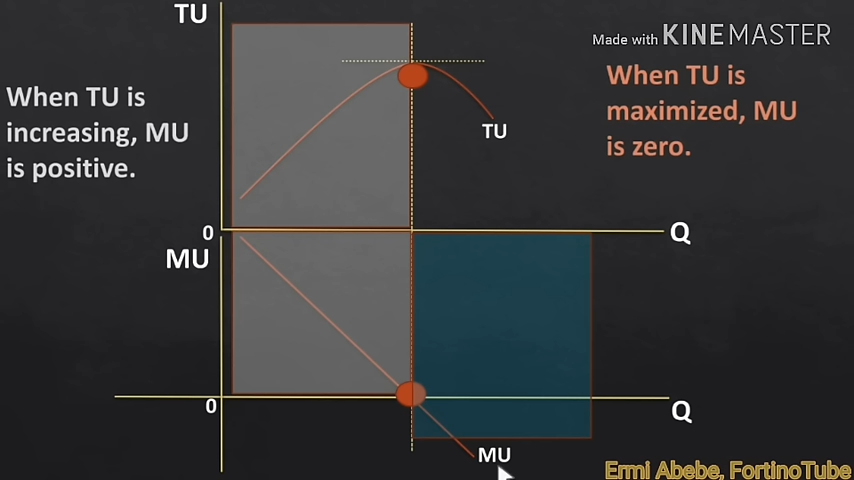 TU
Made with KINEMASTER
When TU is
increasing, MU
is positive.
When TU is
maximized, MU
is zero.
TU
0
Q
MU
0
Q
MU
Ermi Abebe, FortinoTube